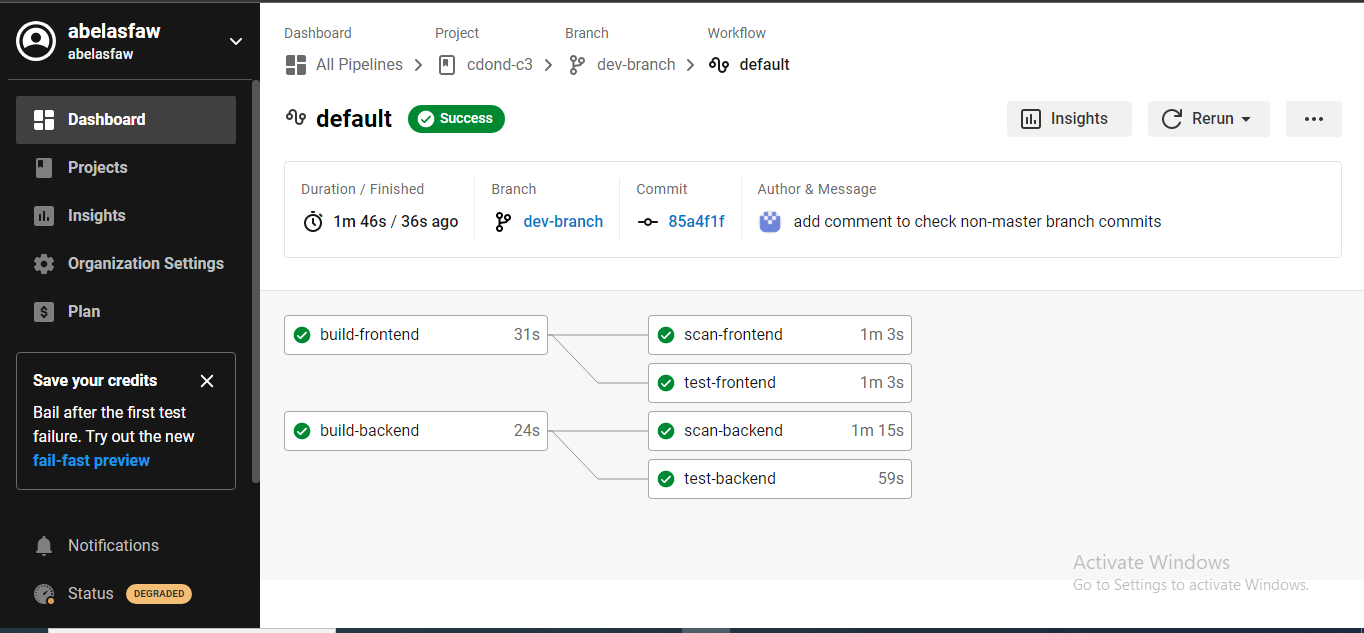 abelasfaw
abelasfaw
Dashboard
Projects
Insights
Organization Settings
Plan
Save your credits
Bail after the first test
failure. Try out the new
fail-fast preview
Notifications
Status DEGRADED
Dashboard Project Branch Workflow
All Pipelines cdond-c3 dev-branch default
default Success
Insights Rerun
Duration / Finished Branch Commit Author & Message
1m 46s / 36s ago dev-branch 85a4f1f add comment to check non-master branch commits
build-frontend 31s scan-frontend 1m 3s
test-frontend 1m 3s
build-backend 24s scan-backend 1m 15s
test-backend 59s
Activate Windows
Go to Settings to activate Windows.